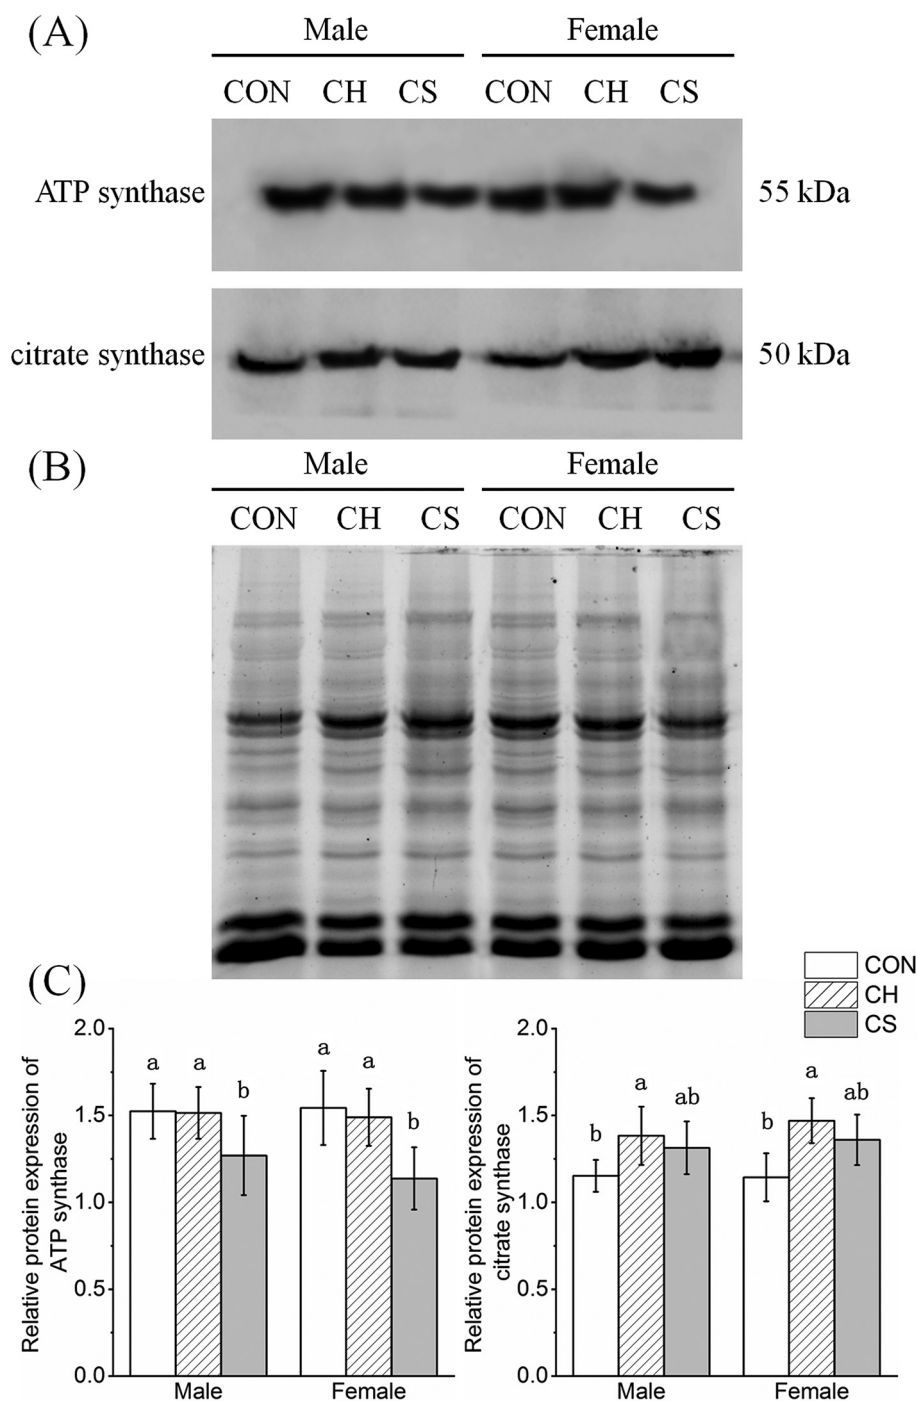 (A)
Male Female
CON CH CS CON CH CS
ATP synthase 55 kDa
citrate synthase 50 kDa
(B)
Male Female
CON CH CS CON CH CS
(C)
CON
CH
CS
Relative protein expression of
ATP synthase
2.0
1.5
1.0
0.5
0.0
a a b a a b
Male Female
Relative protein expression of
citrate synthase
2.0
1.5
1.0
0.5
0.0
b a ab b a ab
Male Female